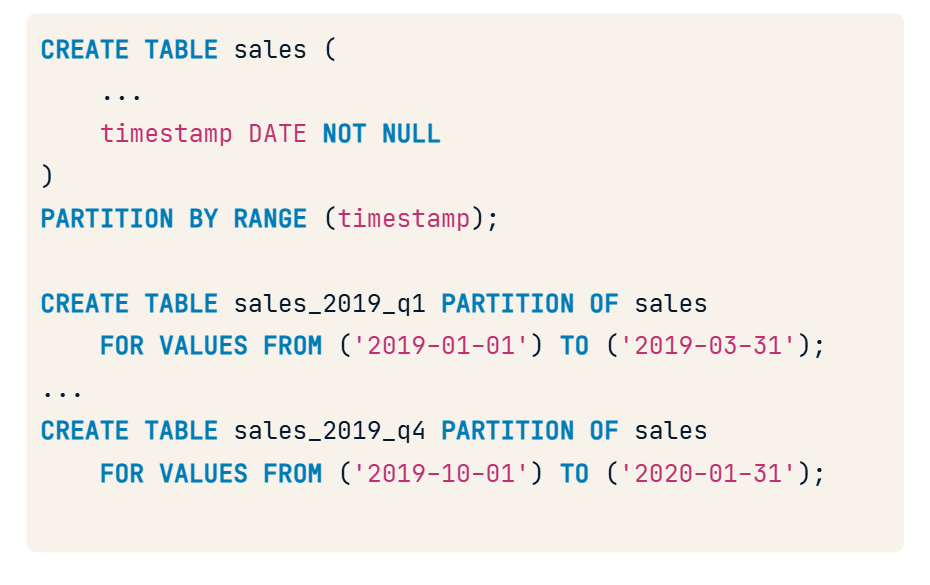 CREATE TABLE sales (
    ...
    timestamp DATE NOT NULL
)
PARTITION BY RANGE (timestamp);
CREATE TABLE sales_2019_q1 PARTITION OF sales
    FOR VALUES FROM ('2019-01-01') TO ('2019-03-31');
...
CREATE TABLE sales_2019_q4 PARTITION OF sales
    FOR VALUES FROM ('2019-10-01') TO ('2020-01-31');